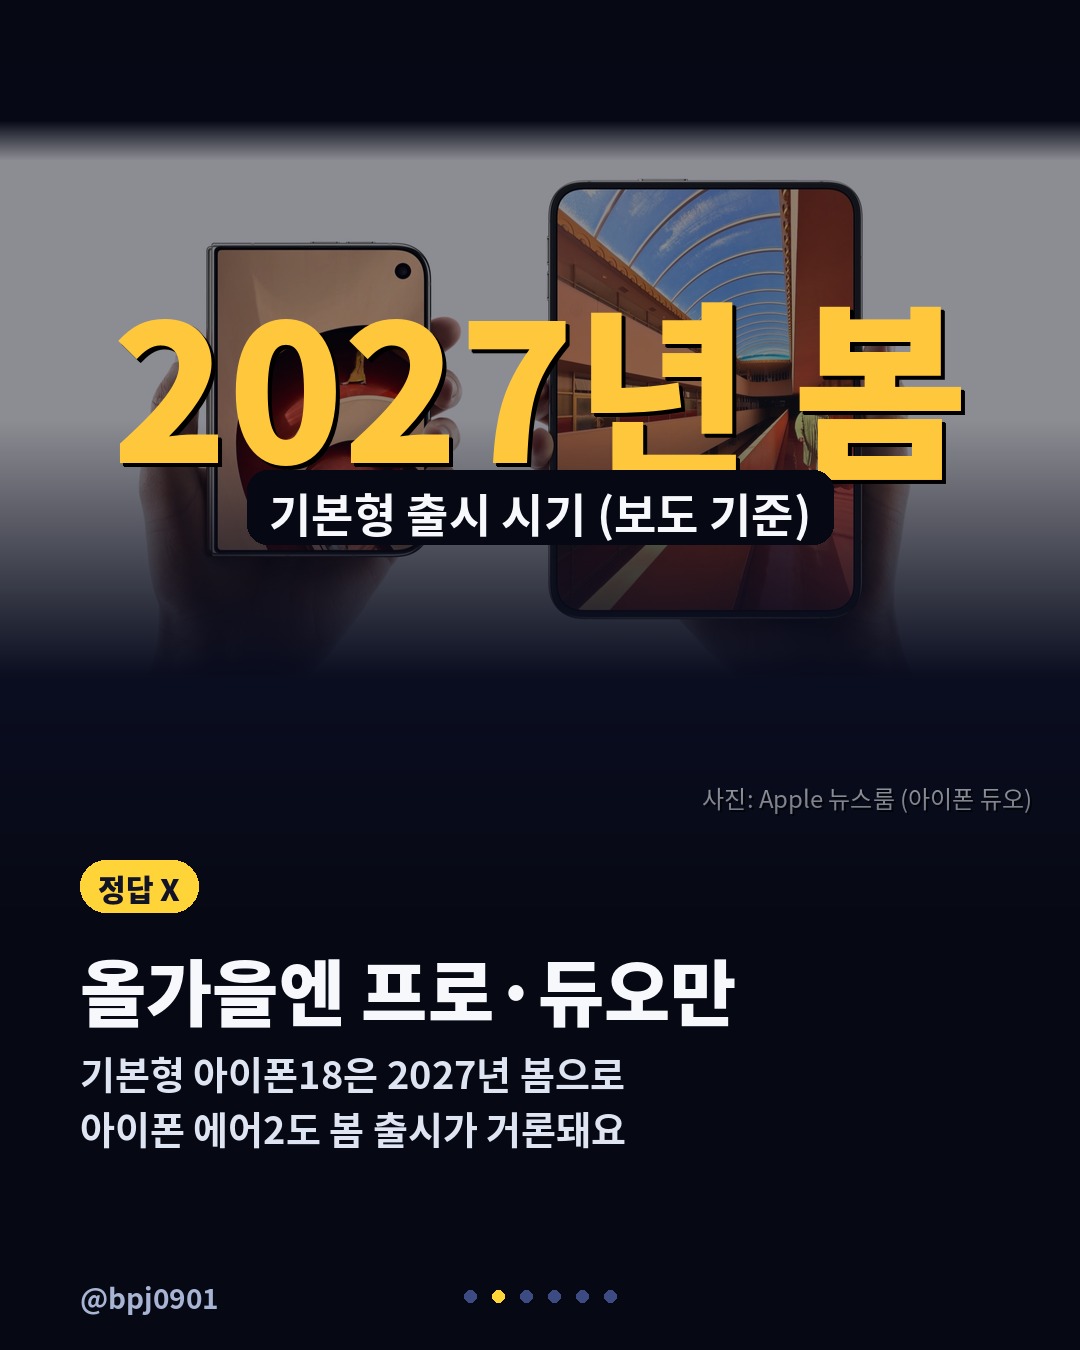 2027년 봄
기본형 출시 시기 (보도 기준)
사진: Apple 뉴스룸 (아이폰 듀오)
정답 X
올가을엔 프로·듀오만
기본형 아이폰18은 2027년 봄으로
아이폰 에어2도 봄 출시가 거론돼요
@bpj0901